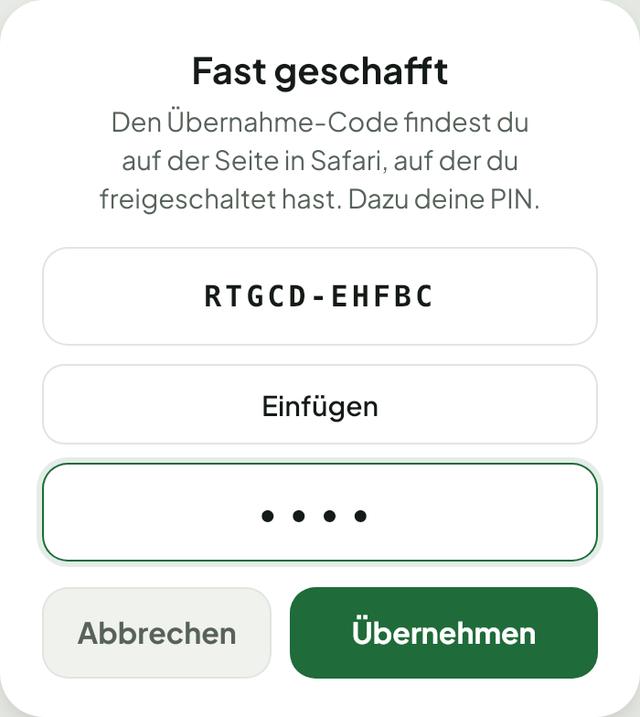 Fast geschafft
Den Übernahme-Code findest du
auf der Seite in Safari, auf der du
freigeschaltet hast. Dazu deine PIN.
RTGCD-EHFBC
Einfügen
••••
Abbrechen
Übernehmen